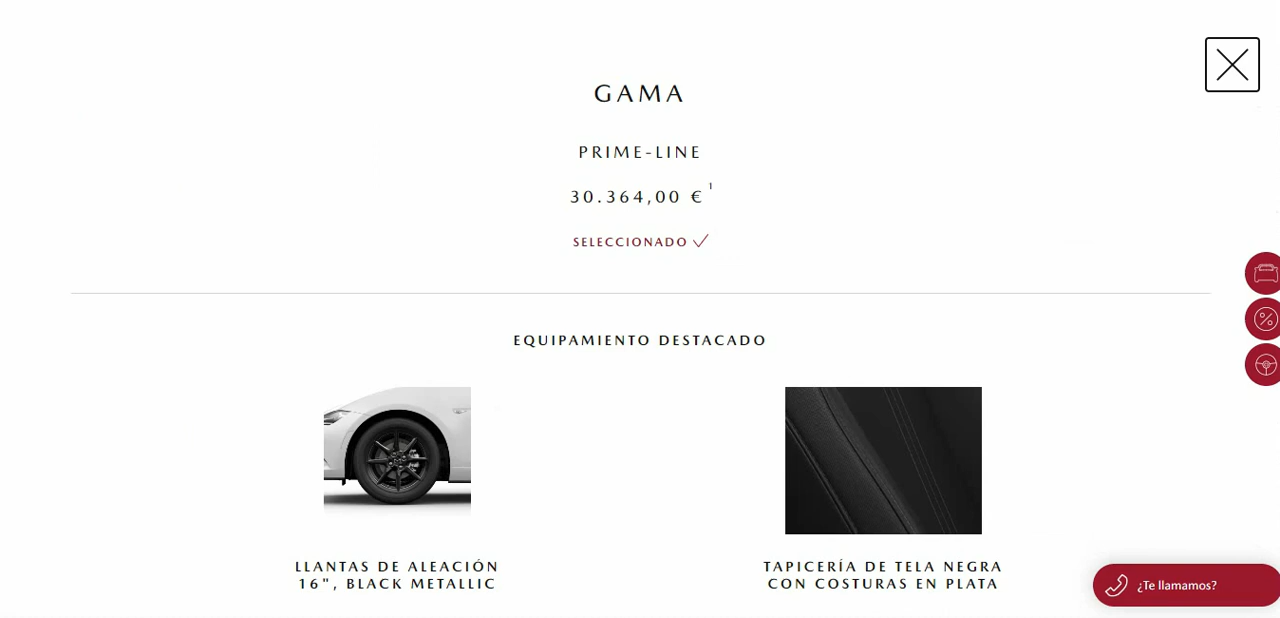 GAMA
PRIME-LINE
30.364,00 € 1
SELECCIONADO
EQUIPAMIENTO DESTACADO
LLANTAS DE ALEACIÓN
16", BLACK METALLIC
TAPICERÍA DE TELA NEGRA
CON COSTURAS EN PLATA
¿Te llamamos?